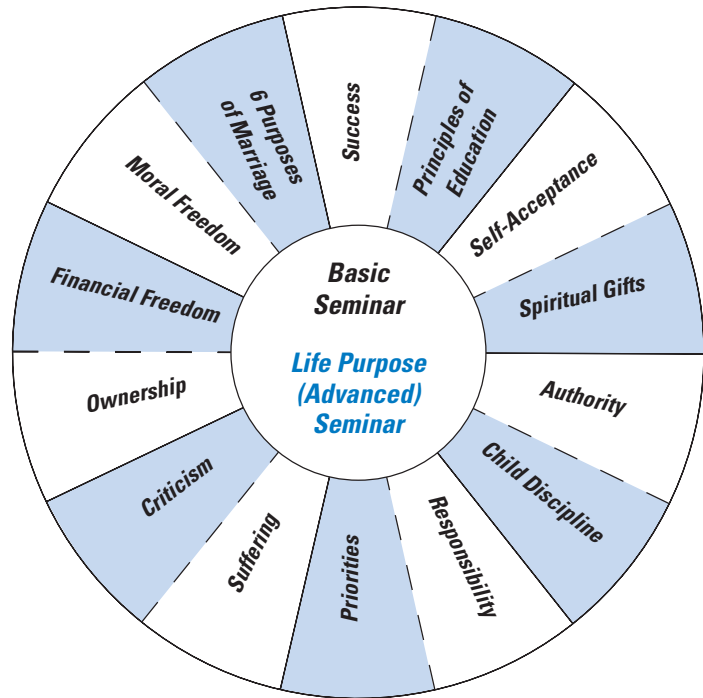 Basic
Seminar
Life Purpose
(Advanced)
Seminar
Success
Principles of
Education
Self-Acceptance
Spiritual Gifts
Authority
Child Discipline
Responsibility
Priorities
Suffering
Criticism
Ownership
Financial Freedom
Moral Freedom
6 Purposes
of Marriage